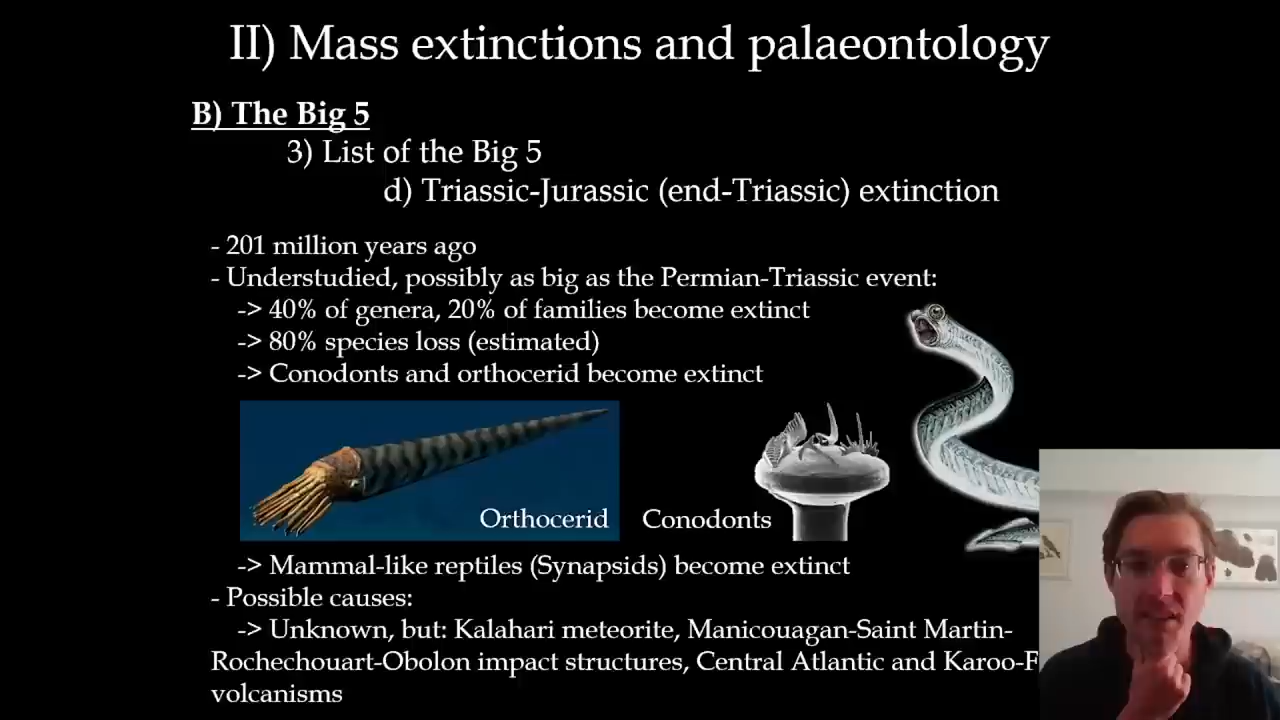 II) Mass extinctions and palaeontology
B) The Big 5
3) List of the Big 5
d) Triassic-Jurassic (end-Triassic) extinction
- 201 million years ago
- Understudied, possibly as big as the Permian-Triassic event:
-> 40% of genera, 20% of families become extinct
-> 80% species loss (estimated)
-> Conodonts and orthocerid become extinct
Orthocerid
Conodonts
-> Mammal-like reptiles (Synapsids) become extinct
- Possible causes:
-> Unknown, but: Kalahari meteorite, Manicouagan-Saint Martin-
Rochechouart-Obolon impact structures, Central Atlantic and Karoo-F
volcanisms